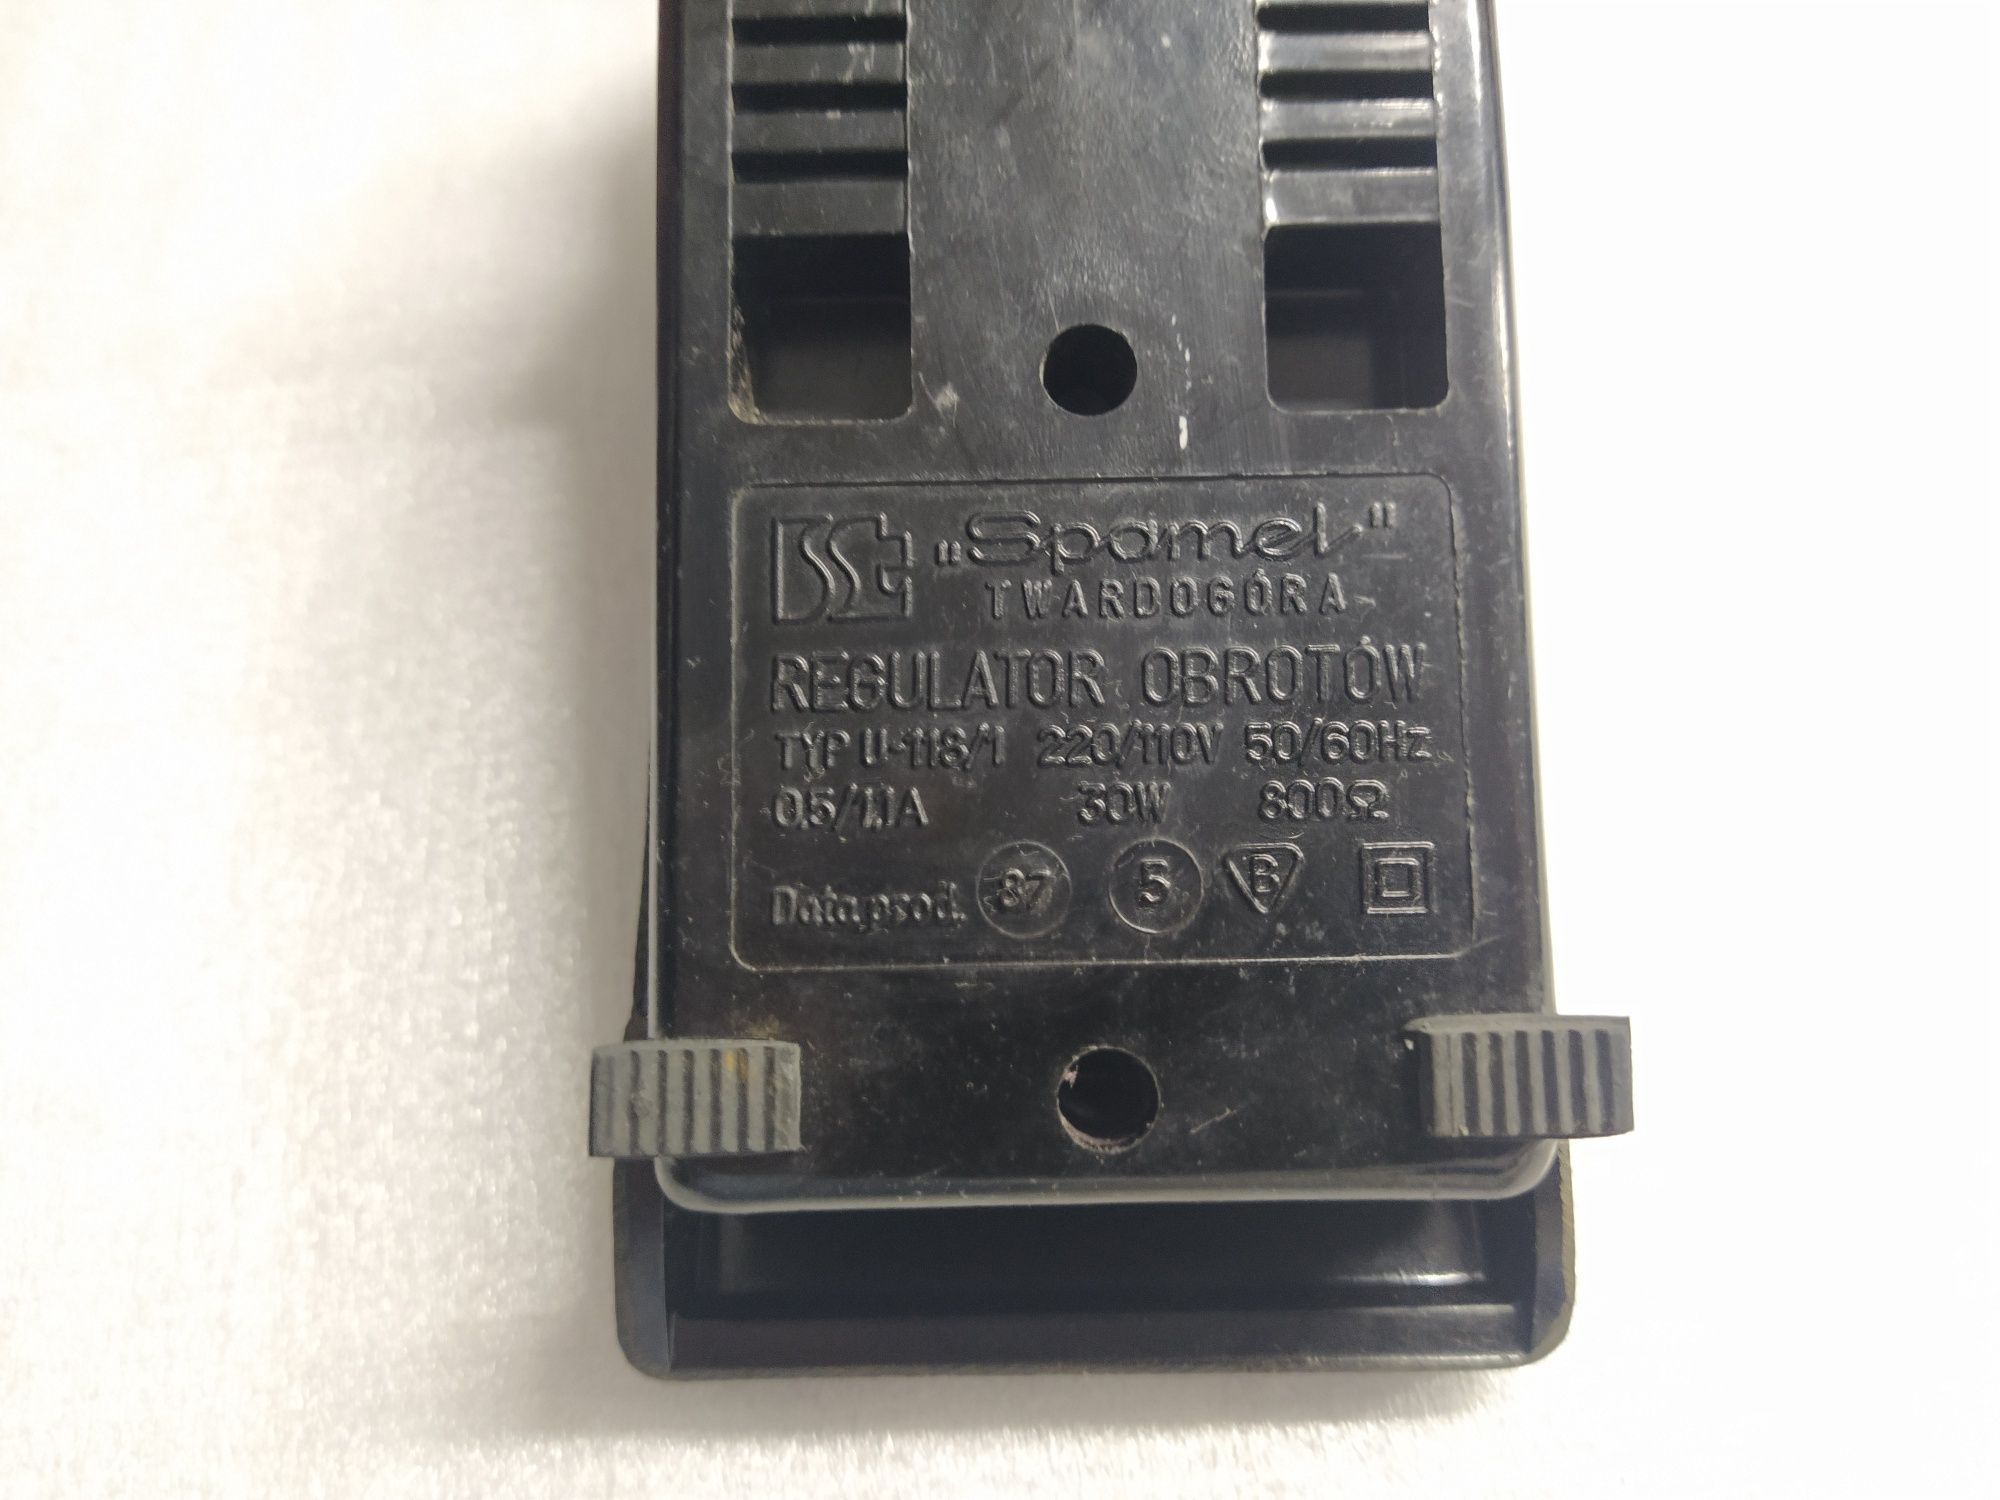 „Spamel"
TWARDOGÓRA
REGULATOR OBROTÓW
TYP U-118/1 220/110V 50/60Hz
0,5/1,1A 30W 800Ω
Data prod. 87 5 B